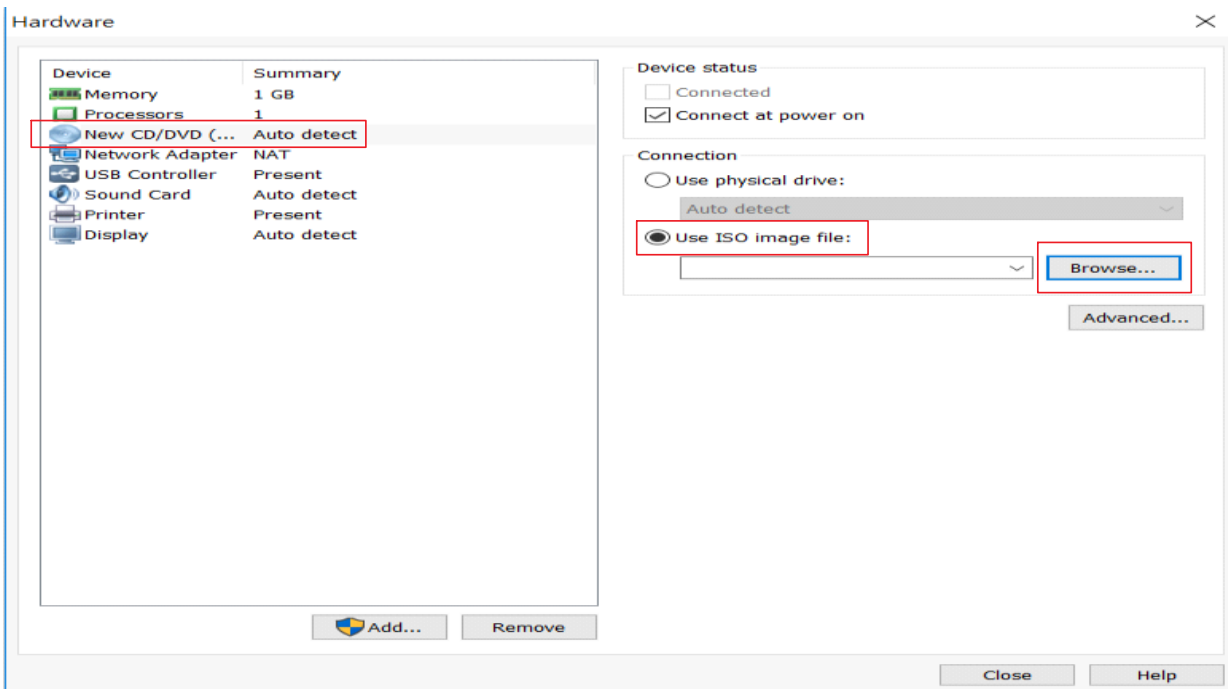 Hardware
Device Summary
Memory 1 GB
Processors 1
New CD/DVD (... Auto detect
Network Adapter NAT
USB Controller Present
Sound Card Auto detect
Printer Present
Display Auto detect
Add... Remove
Device status
Connected
Connect at power on
Connection
Use physical drive:
Auto detect
Use ISO image file:
Browse...
Advanced...
Close Help